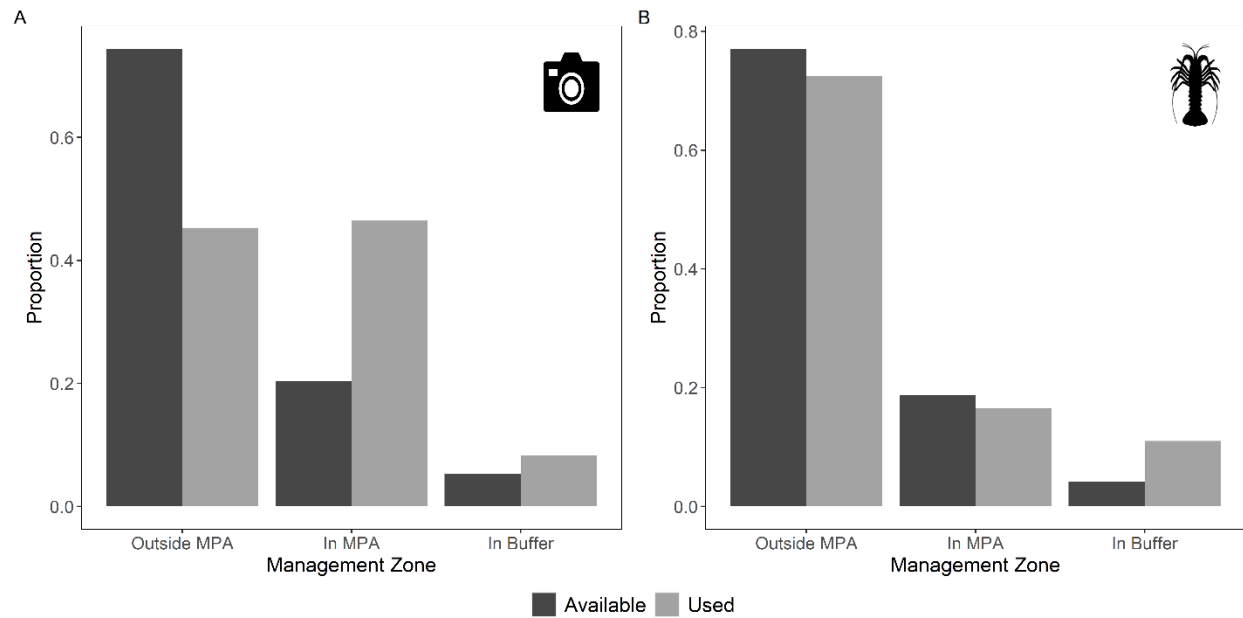 A
B
Proportion
0.6
0.4
0.2
0.0
Outside MPA In MPA In Buffer
Management Zone
Proportion
0.8
0.6
0.4
0.2
0.0
Outside MPA In MPA In Buffer
Management Zone
Available Used